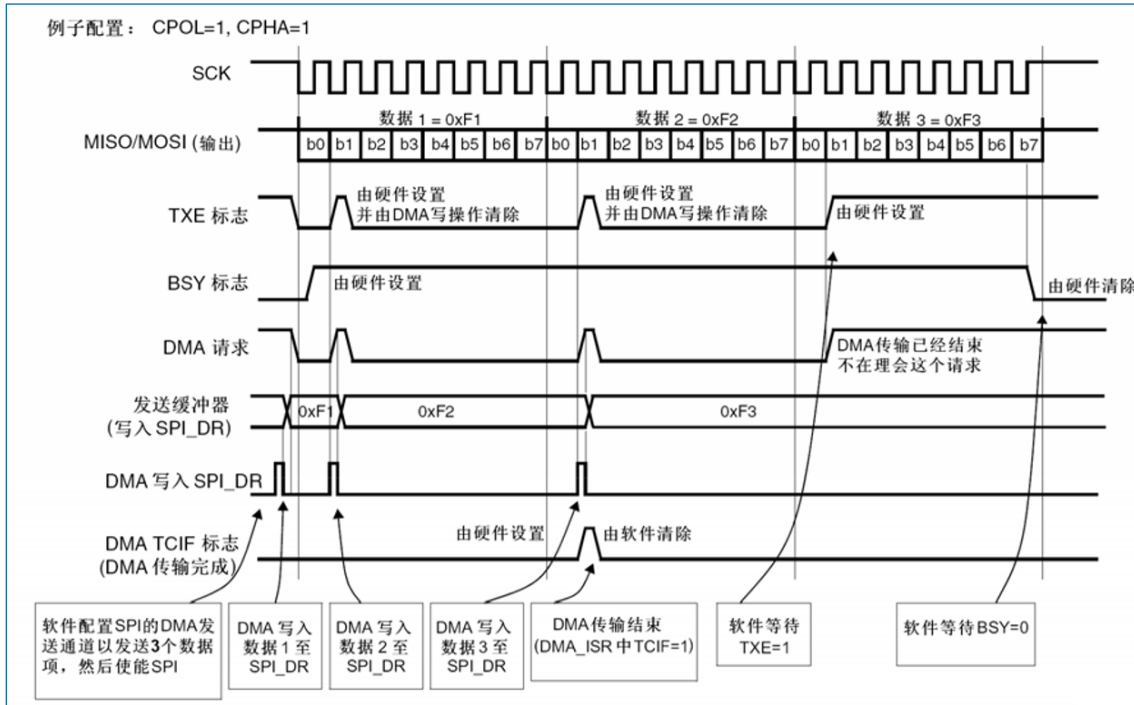 例子配置： CPOL=1, CPHA=1
SCK
数据 1 = 0xF1
数据 2 = 0xF2
数据 3 = 0xF3
MISO/MOSI (输出)
b0 b1 b2 b3 b4 b5 b6 b7 b0 b1 b2 b3 b4 b5 b6 b7 b0 b1 b2 b3 b4 b5 b6 b7
TXE 标志
由硬件设置
并由DMA写操作清除
由硬件设置
并由DMA写操作清除
由硬件设置
BSY 标志
由硬件设置
由硬件清除
DMA 请求
DMA传输已经结束
不在理会这个请求
发送缓冲器
(写入 SPI_DR)
0xF1
0xF2
0xF3
DMA 写入 SPI_DR
DMA TCIF 标志
(DMA 传输完成)
由硬件设置
由软件清除
软件配置SPI的DMA发
送通道以发送3个数据
项，然后使能SPI
DMA 写入
数据1至
SPI_DR
DMA 写入
数据2至
SPI_DR
DMA 写入
数据3至
SPI_DR
DMA传输结束
(DMA_ISR 中TCIF=1)
软件等待
TXE=1
软件等待BSY=0